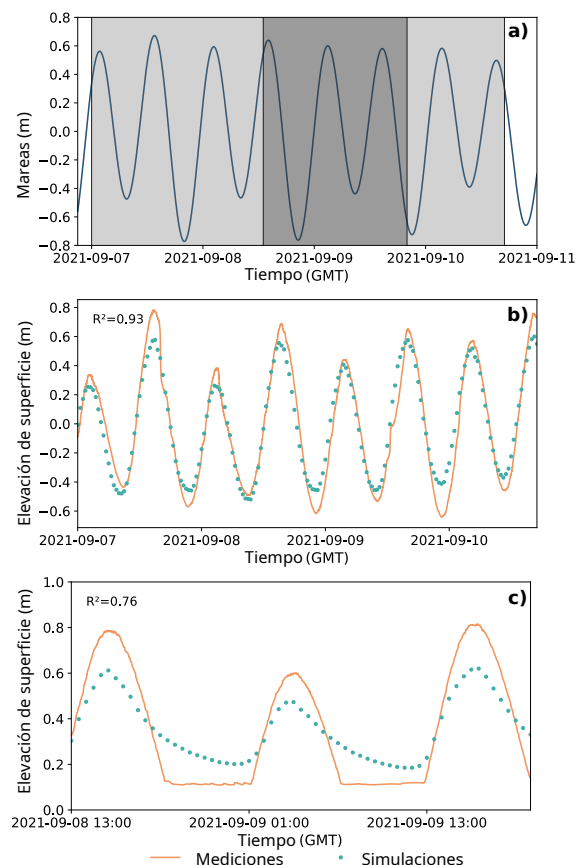 a)
0.8
0.6
0.4
0.2
0.0
−0.2
−0.4
−0.6
−0.8
Mareas (m)
2021-09-07 2021-09-08 2021-09-09 2021-09-10 2021-09-11
Tiempo (GMT)
b)
R²=0.93
0.8
0.6
0.4
0.2
0.0
−0.2
−0.4
−0.6
Elevación de superficie (m)
2021-09-07 2021-09-08 2021-09-09 2021-09-10
Tiempo (GMT)
c)
R²=0.76
1.0
0.8
0.6
0.4
0.2
0.0
Elevación de superficie (m)
2021-09-08 13:00 2021-09-09 01:00 2021-09-09 13:00
Tiempo (GMT)
Mediciones Simulaciones